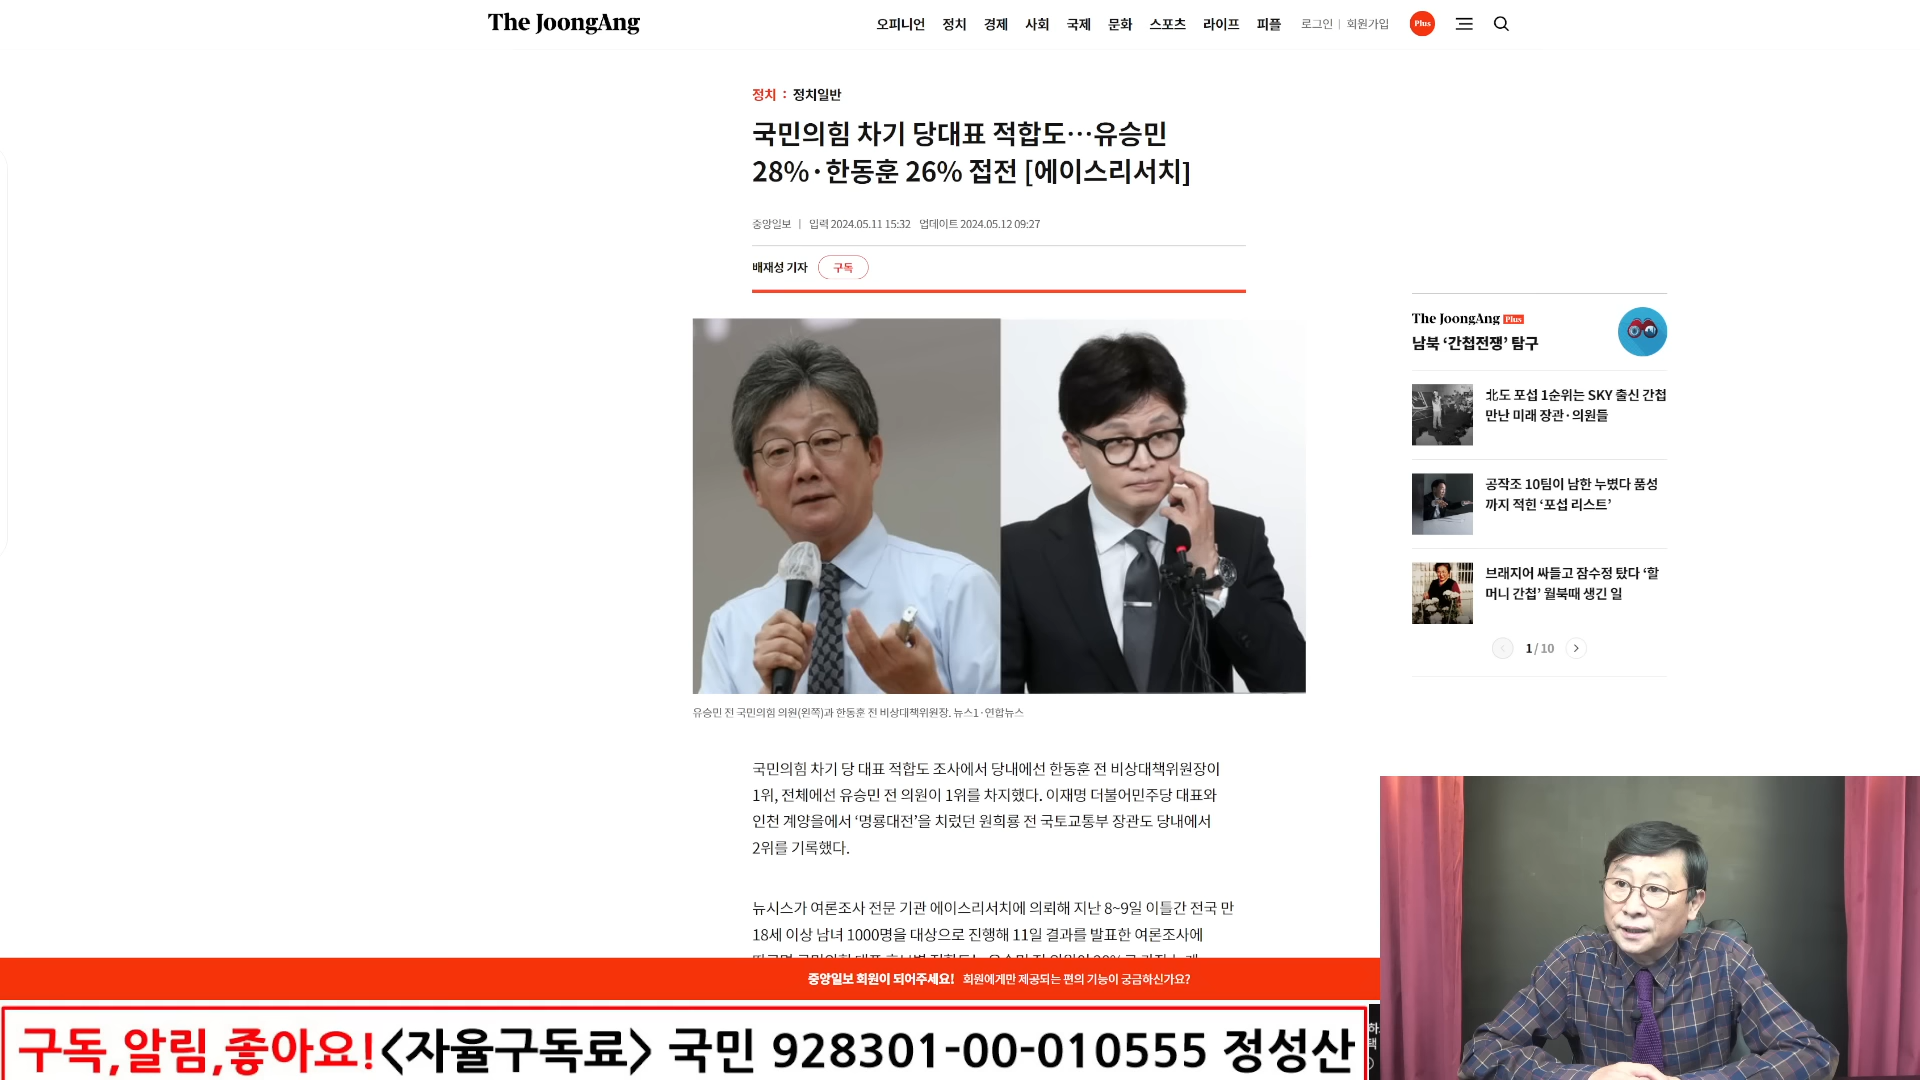 The JoongAng
오피니언 정치 경제 사회 국제 문화 스포츠 라이프 피플 로그인 | 회원가입 Plus
정치 : 정치일반
국민의힘 차기 당대표 적합도…유승민
28%·한동훈 26% 접전 [에이스리서치]
중앙일보 | 입력 2024.05.11 15:32 업데이트 2024.05.12 09:27
배재성 기자 구독
유승민 전 국민의힘 의원(왼쪽)과 한동훈 전 비상대책위원장. 뉴스1·연합뉴스
국민의힘 차기 당 대표 적합도 조사에서 당내에선 한동훈 전 비상대책위원장이
1위, 전체에선 유승민 전 의원이 1위를 차지했다. 이재명 더불어민주당 대표와
인천 계양을에서 ‘명룡대전’을 치렀던 원희룡 전 국토교통부 장관도 당내에서
2위를 기록했다.
뉴시스가 여론조사 전문 기관 에이스리서치에 의뢰해 지난 8~9일 이틀간 전국 만
18세 이상 남녀 1000명을 대상으로 진행해 11일 결과를 발표한 여론조사에
The JoongAng Plus
남북 ‘간첩전쟁’ 탐구
北도 포섭 1순위는 SKY 출신 간첩
만난 미래 장관·의원들
공작조 10팀이 남한 누볐다 품성
까지 적힌 ‘포섭 리스트’
브래지어 싸들고 잠수정 탔다 ‘할
머니 간첩’ 월북때 생긴 일
1 / 10
중앙일보 회원이 되어주세요! 회원에게만 제공되는 편의 기능이 궁금하신가요?
구독,알림,좋아요!<자율구독료> 국민 928301-00-010555 정성산